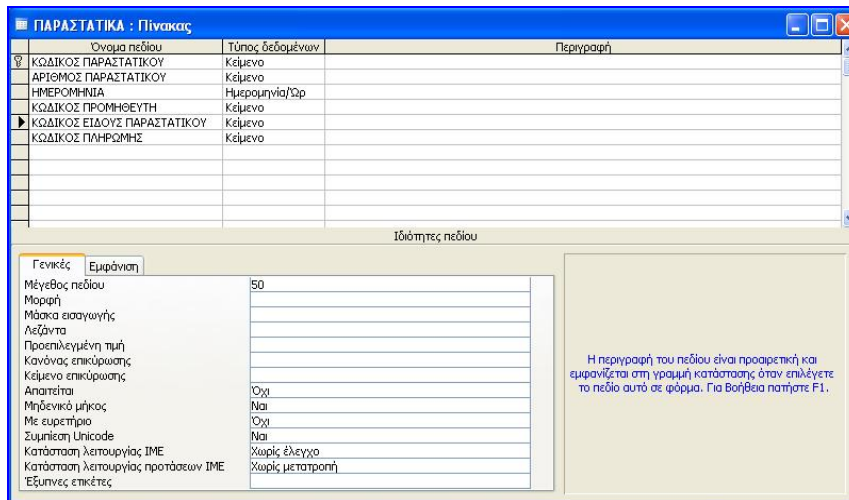 ΠΑΡΑΣΤΑΤΙΚΑ : Πίνακας
Όνομα πεδίου Τύπος δεδομένων Περιγραφή
ΚΩΔΙΚΟΣ ΠΑΡΑΣΤΑΤΙΚΟΥ Κείμενο
ΑΡΙΘΜΟΣ ΠΑΡΑΣΤΑΤΙΚΟΥ Κείμενο
ΗΜΕΡΟΜΗΝΙΑ Ημερομηνία/Ώρ
ΚΩΔΙΚΟΣ ΠΡΟΜΗΘΕΥΤΗ Κείμενο
ΚΩΔΙΚΟΣ ΕΙΔΟΥΣ ΠΑΡΑΣΤΑΤΙΚΟΥ Κείμενο
ΚΩΔΙΚΟΣ ΠΛΗΡΩΜΗΣ Κείμενο
Ιδιότητες πεδίου
Γενικές Εμφάνιση
Μέγεθος πεδίου 50
Μορφή
Μάσκα εισαγωγής
Λεζάντα
Προεπιλεγμένη τιμή
Κανόνας επικύρωσης
Κείμενο επικύρωσης
Απαιτείται Όχι
Μηδενικό μήκος Ναι
Με ευρετήριο Όχι
Συμπίεση Unicode Ναι
Κατάσταση λειτουργίας IME Χωρίς έλεγχο
Κατάσταση λειτουργίας προτάσεων IME Χωρίς μετατροπή
Έξυπνες ετικέτες
Η περιγραφή του πεδίου είναι προαιρετική και
εμφανίζεται στη γραμμή κατάστασης όταν επιλέγετε
το πεδίο αυτό σε φόρμα. Για Βοήθεια πατήστε F1.